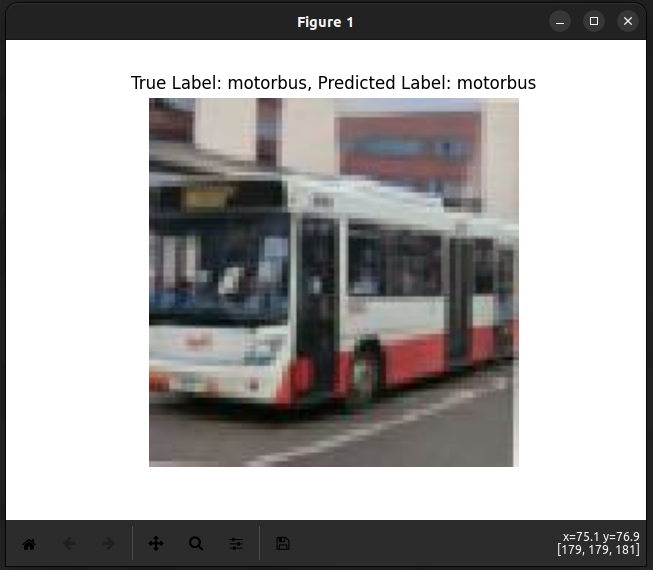 Figure 1
True Label: motorbus, Predicted Label: motorbus
x=75.1 y=76.9
[179, 179, 181]